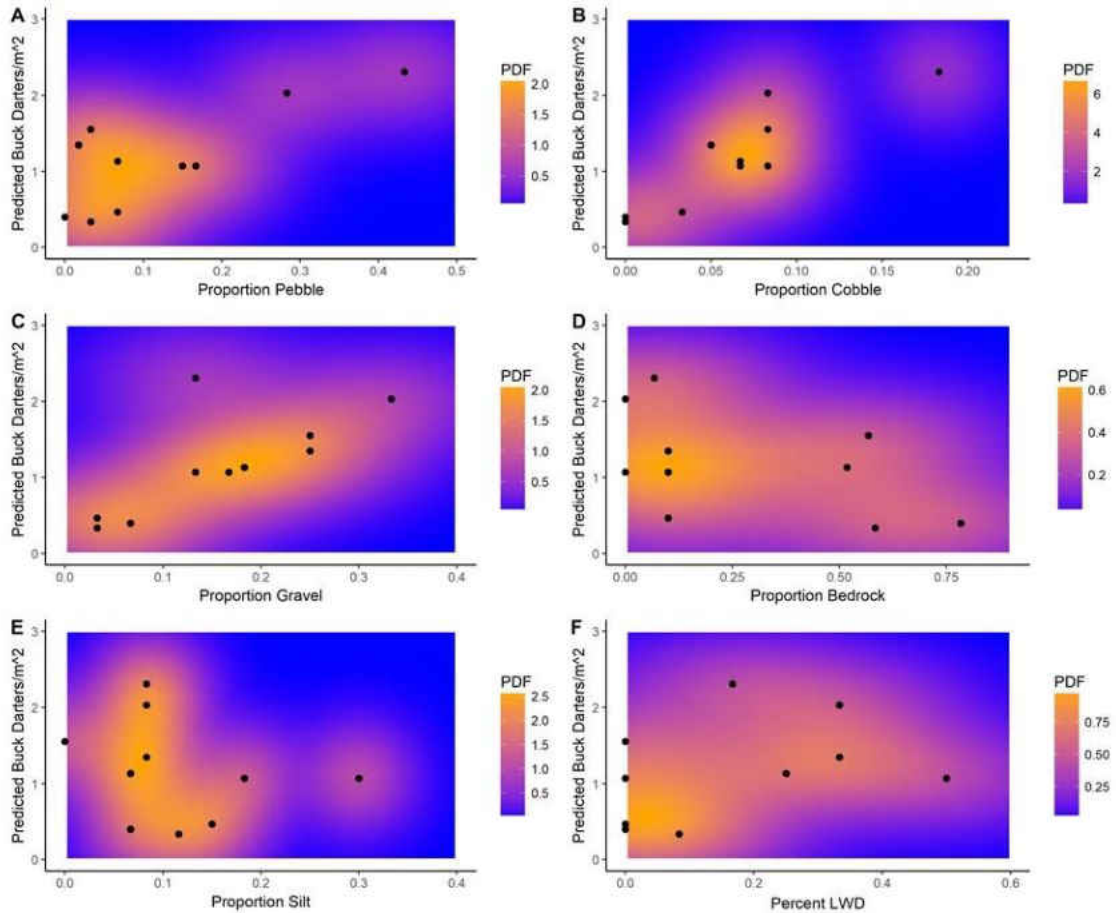 A
Predicted Buck Darters/m^2
3
2
1
0
0.0 0.1 0.2 0.3 0.4 0.5
Proportion Pebble
PDF
2.0
1.5
1.0
0.5
B
Predicted Buck Darters/m^2
3
2
1
0
0.00 0.05 0.10 0.15 0.20
Proportion Cobble
PDF
6
4
2
C
Predicted Buck Darters/m^2
3
2
1
0
0.0 0.1 0.2 0.3 0.4
Proportion Gravel
PDF
2.0
1.5
1.0
0.5
D
Predicted Buck Darters/m^2
3
2
1
0
0.00 0.25 0.50 0.75
Proportion Bedrock
PDF
0.6
0.4
0.2
E
Predicted Buck Darters/m^2
3
2
1
0
0.0 0.1 0.2 0.3 0.4
Proportion Silt
PDF
2.5
2.0
1.5
1.0
0.5
F
Predicted Buck Darters/m^2
3
2
1
0
0.0 0.2 0.4 0.6
Percent LWD
PDF
0.75
0.50
0.25